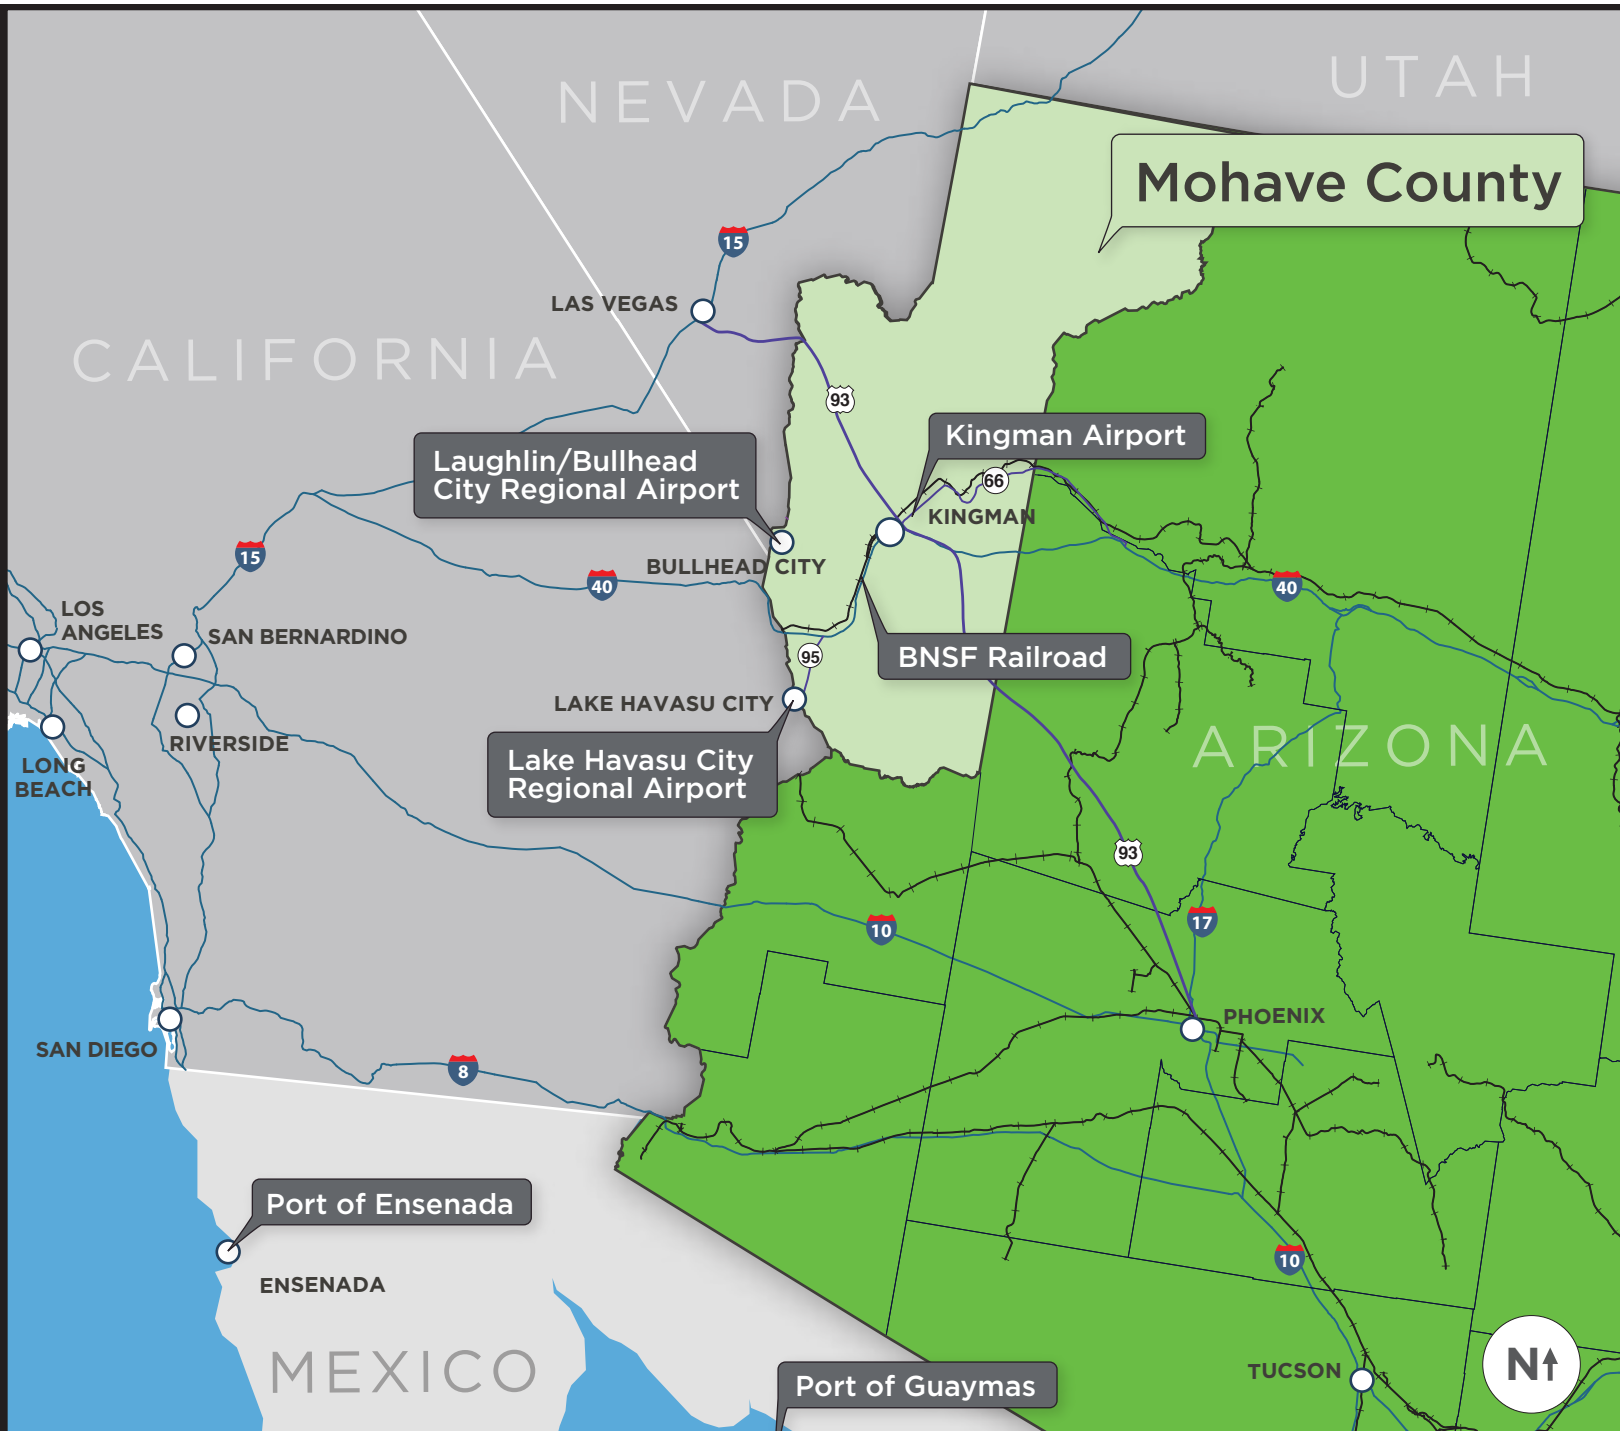 NEVADA
UTAH
Mohave County
15
LAS VEGAS
CALIFORNIA
93
Kingman Airport
Laughlin/Bullhead
City Regional Airport
66
KINGMAN
15
BULLHEAD CITY
40
40
LOS
ANGELES
SAN BERNARDINO
BNSF Railroad
95
LAKE HAVASU CITY
RIVERSIDE
ARIZONA
Lake Havasu City
Regional Airport
LONG
BEACH
93
10
17
PHOENIX
SAN DIEGO
8
Port of Ensenada
10
ENSENADA
MEXICO
TUCSON
N
Port of Guaymas